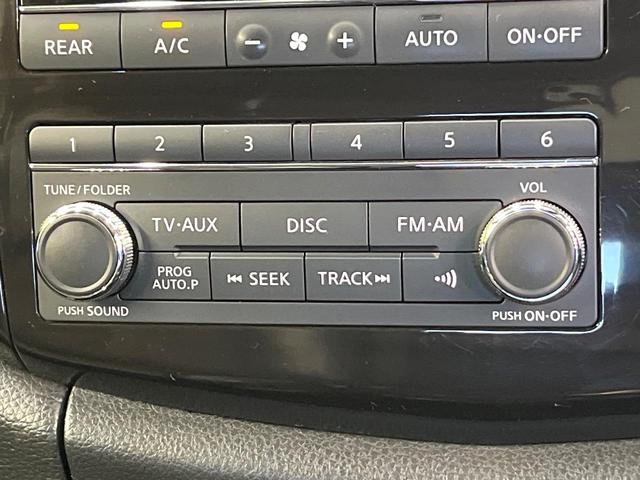 REAR A/C − + AUTO ON·OFF
1 2 3 4 5 6
TUNE/FOLDER VOL
TV·AUX DISC FM·AM
PROG AUTO.P SEEK TRACK
PUSH SOUND PUSH ON·OFF